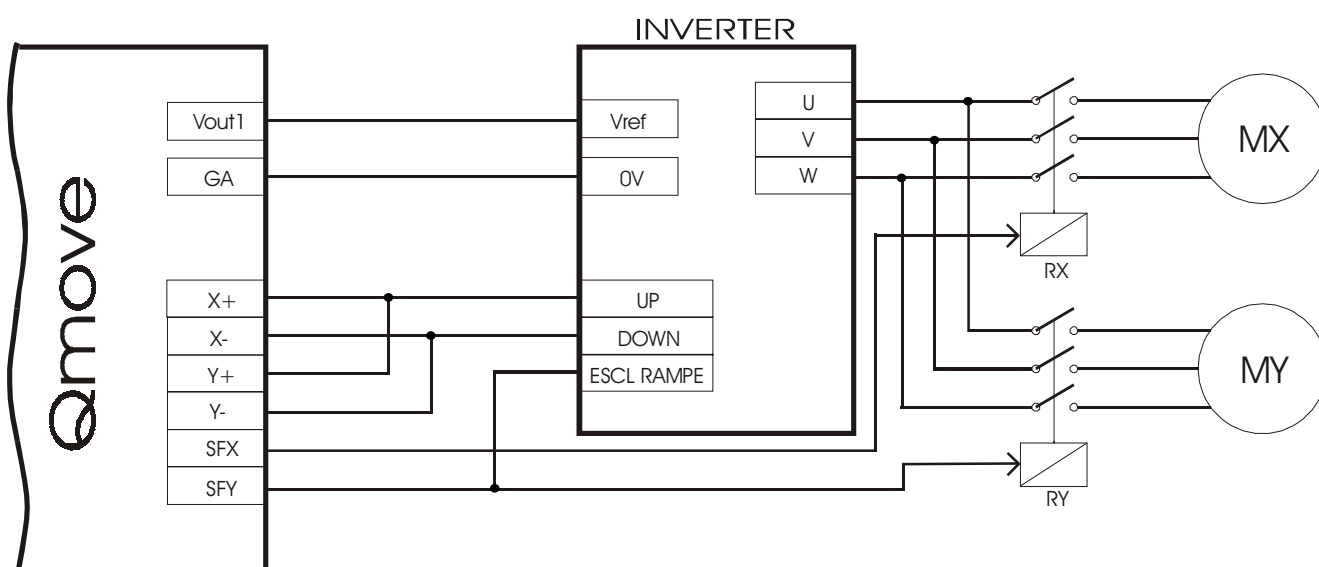 INVERTER
Qmove
Vout1
GA
X+
X-
Y+
Y-
SFX
SFY
Vref
0V
UP
DOWN
ESCL RAMPE
U
V
W
MX
RX
MY
RY